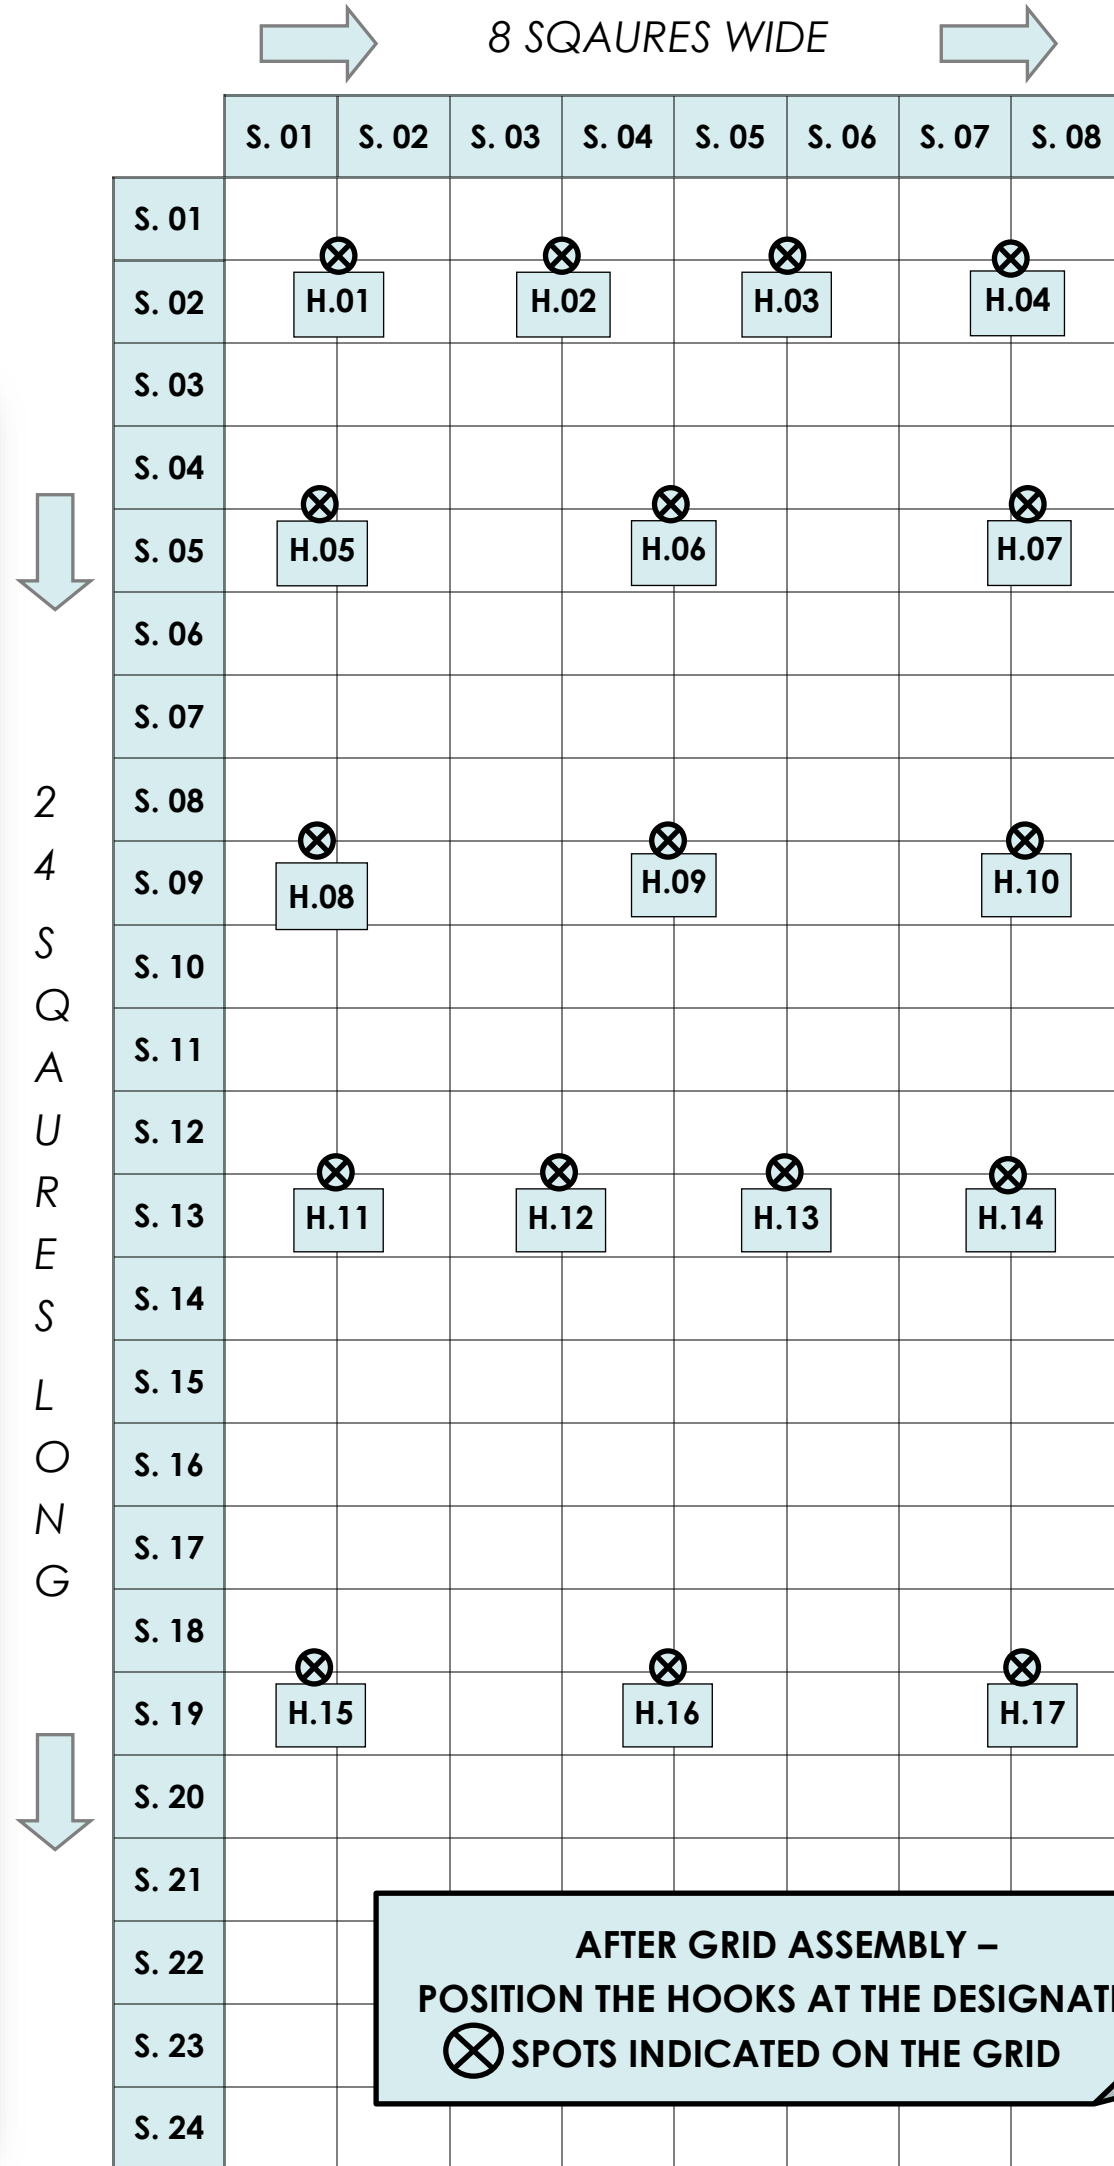 8 SQAURES WIDE
S. 01 S. 02 S. 03 S. 04 S. 05 S. 06 S. 07 S. 08
S. 01
S. 02
H.01 H.02 H.03 H.04
S. 03
S. 04
S. 05
H.05 H.06 H.07
S. 06
S. 07
S. 08
S. 09
H.08 H.09 H.10
S. 10
S. 11
S. 12
S. 13
H.11 H.12 H.13 H.14
S. 14
S. 15
S. 16
S. 17
S. 18
S. 19
H.15 H.16 H.17
S. 20
S. 21
S. 22
S. 23
S. 24
24 SQAURES LONG
AFTER GRID ASSEMBLY –
POSITION THE HOOKS AT THE
SPOTS INDICATED ON THE GRID